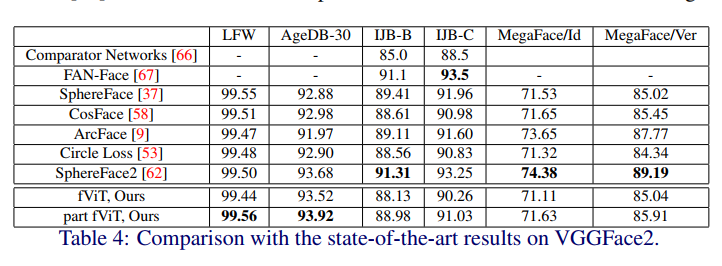 LFW AgeDB-30 IJB-B IJB-C MegaFace/Id MegaFace/Ver
Comparator Networks [66] - - 85.0 88.5
FAN-Face [67] - - 91.1 93.5 - -
SphereFace [37] 99.55 92.88 89.41 91.96 71.53 85.02
CosFace [58] 99.51 92.98 88.61 90.98 71.65 85.45
ArcFace [9] 99.47 91.97 89.11 91.60 73.65 87.77
Circle Loss [53] 99.48 92.90 88.56 90.83 71.32 84.34
SphereFace2 [62] 99.50 93.68 91.31 93.25 74.38 89.19
fViT, Ours 99.44 93.52 88.13 90.26 71.11 85.04
part fViT, Ours 99.56 93.92 88.98 91.03 71.63 85.91
Table 4: Comparison with the state-of-the-art results on VGGFace2.